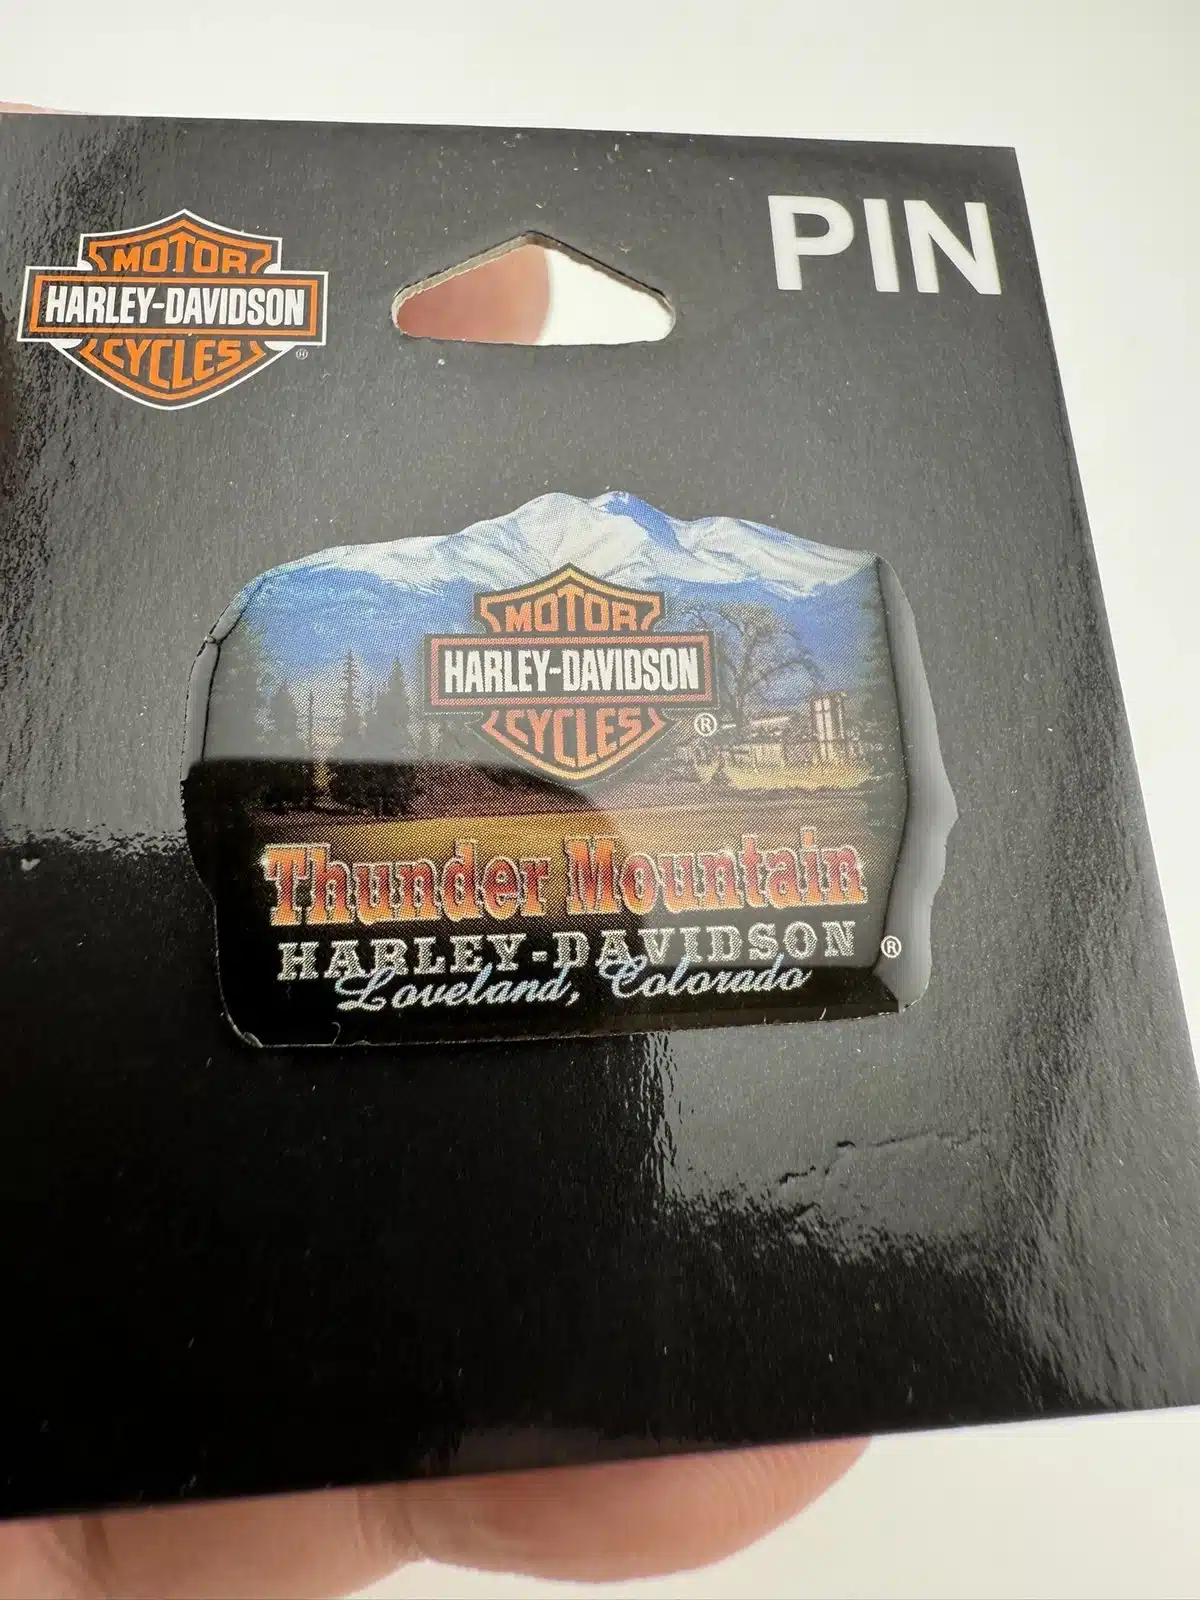 PIN
MOTOR
HARLEY-DAVIDSON
CYCLES
®
MOTOR
HARLEY-DAVIDSON
CYCLES
®
Thunder Mountain
HARLEY-DAVIDSON ®
Loveland, Colorado